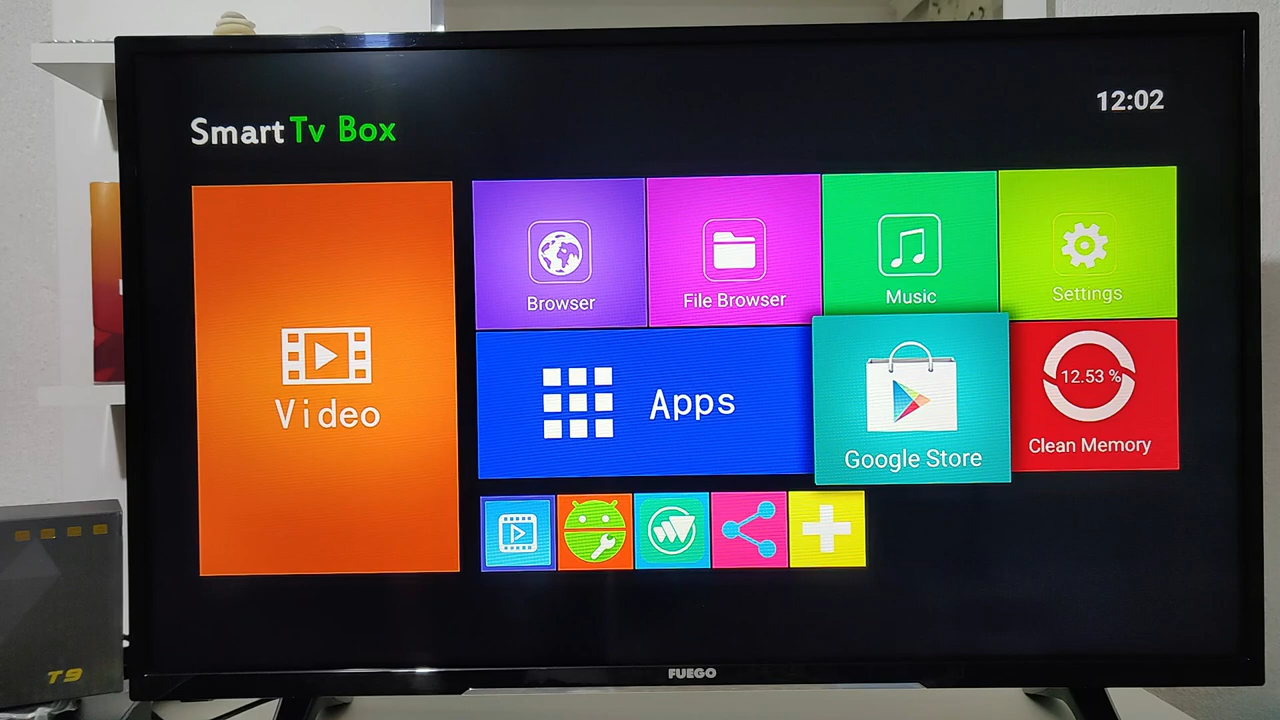 12:02
Smart Tv Box
Browser
File Browser
Music
Settings
Video
Apps
Google Store
12.53 %
Clean Memory
T9
FUEGO